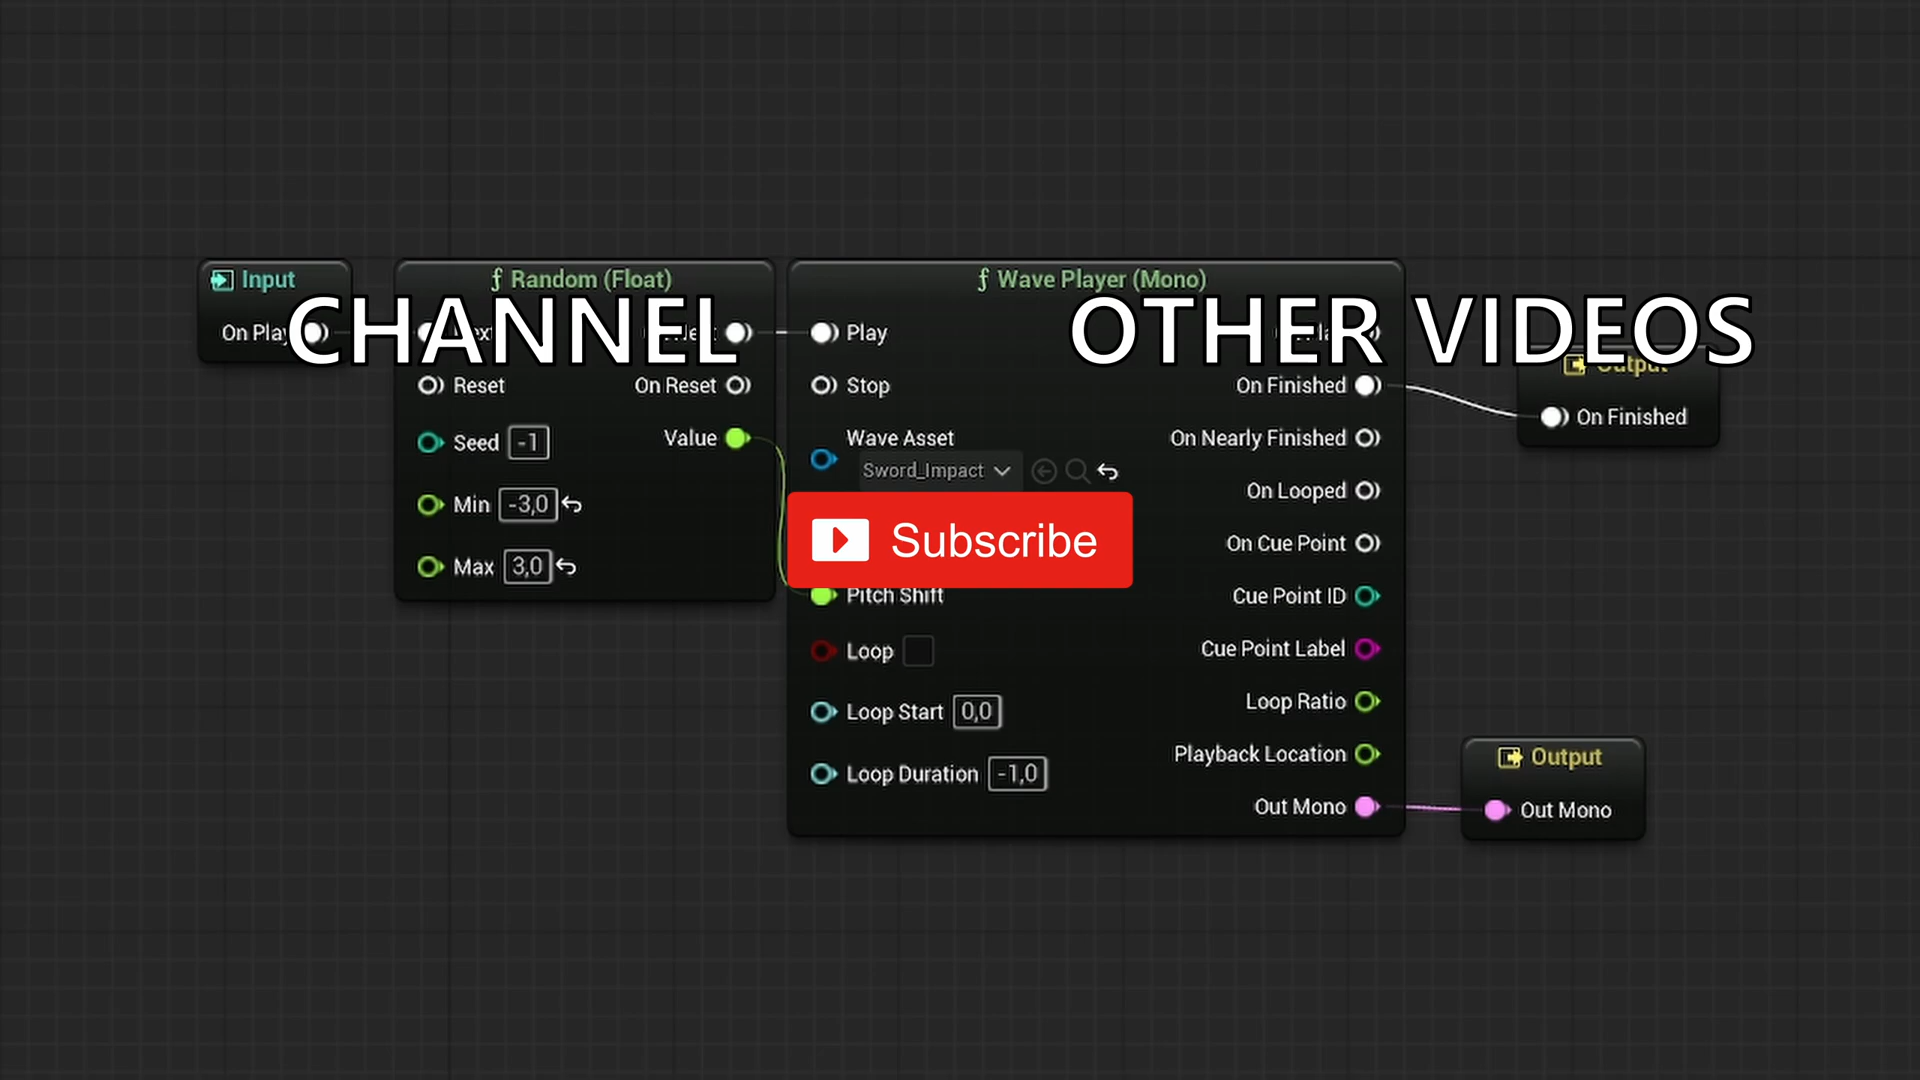 Input
Random (Float)
Wave Player (Mono)
CHANNEL
OTHER VIDEOS
On Play
Play
Output
Reset
On Reset
Stop
On Finished
On Finished
Seed -1
Value
Wave Asset
Sword_Impact
On Nearly Finished
Min -3,0
On Looped
Subscribe
On Cue Point
Max 3,0
Pitch Shift
Cue Point ID
Loop
Cue Point Label
Loop Start 0,0
Loop Ratio
Loop Duration -1,0
Playback Location
Output
Out Mono
Out Mono